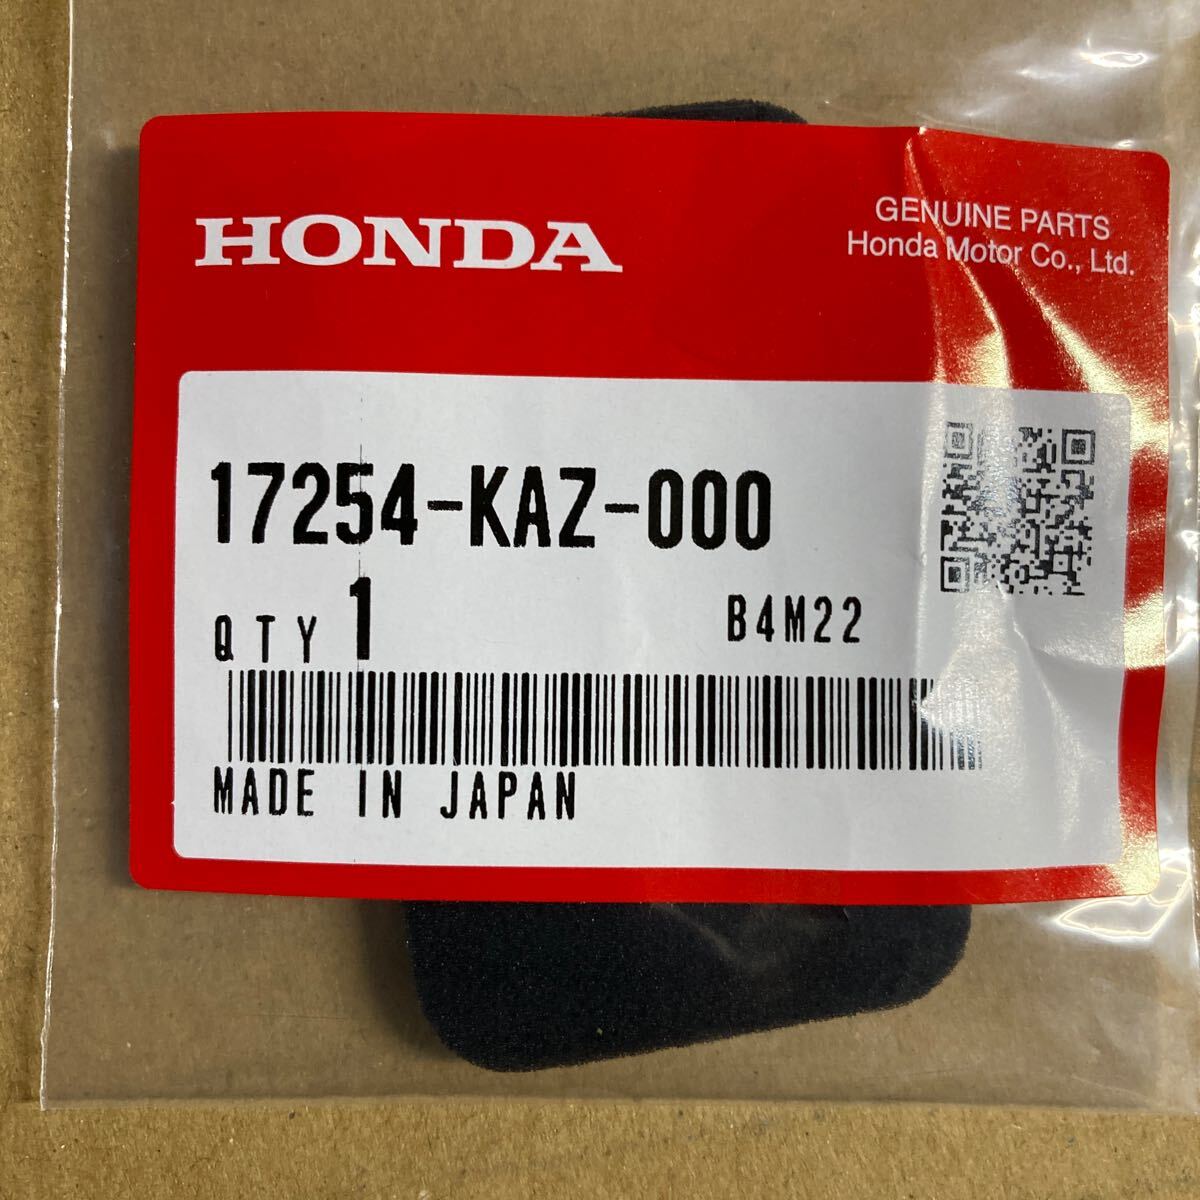 HONDA
GENUINE PARTS
Honda Motor Co., Ltd.
17254-KAZ-000
QTY 1
B4M22
MADE IN JAPAN